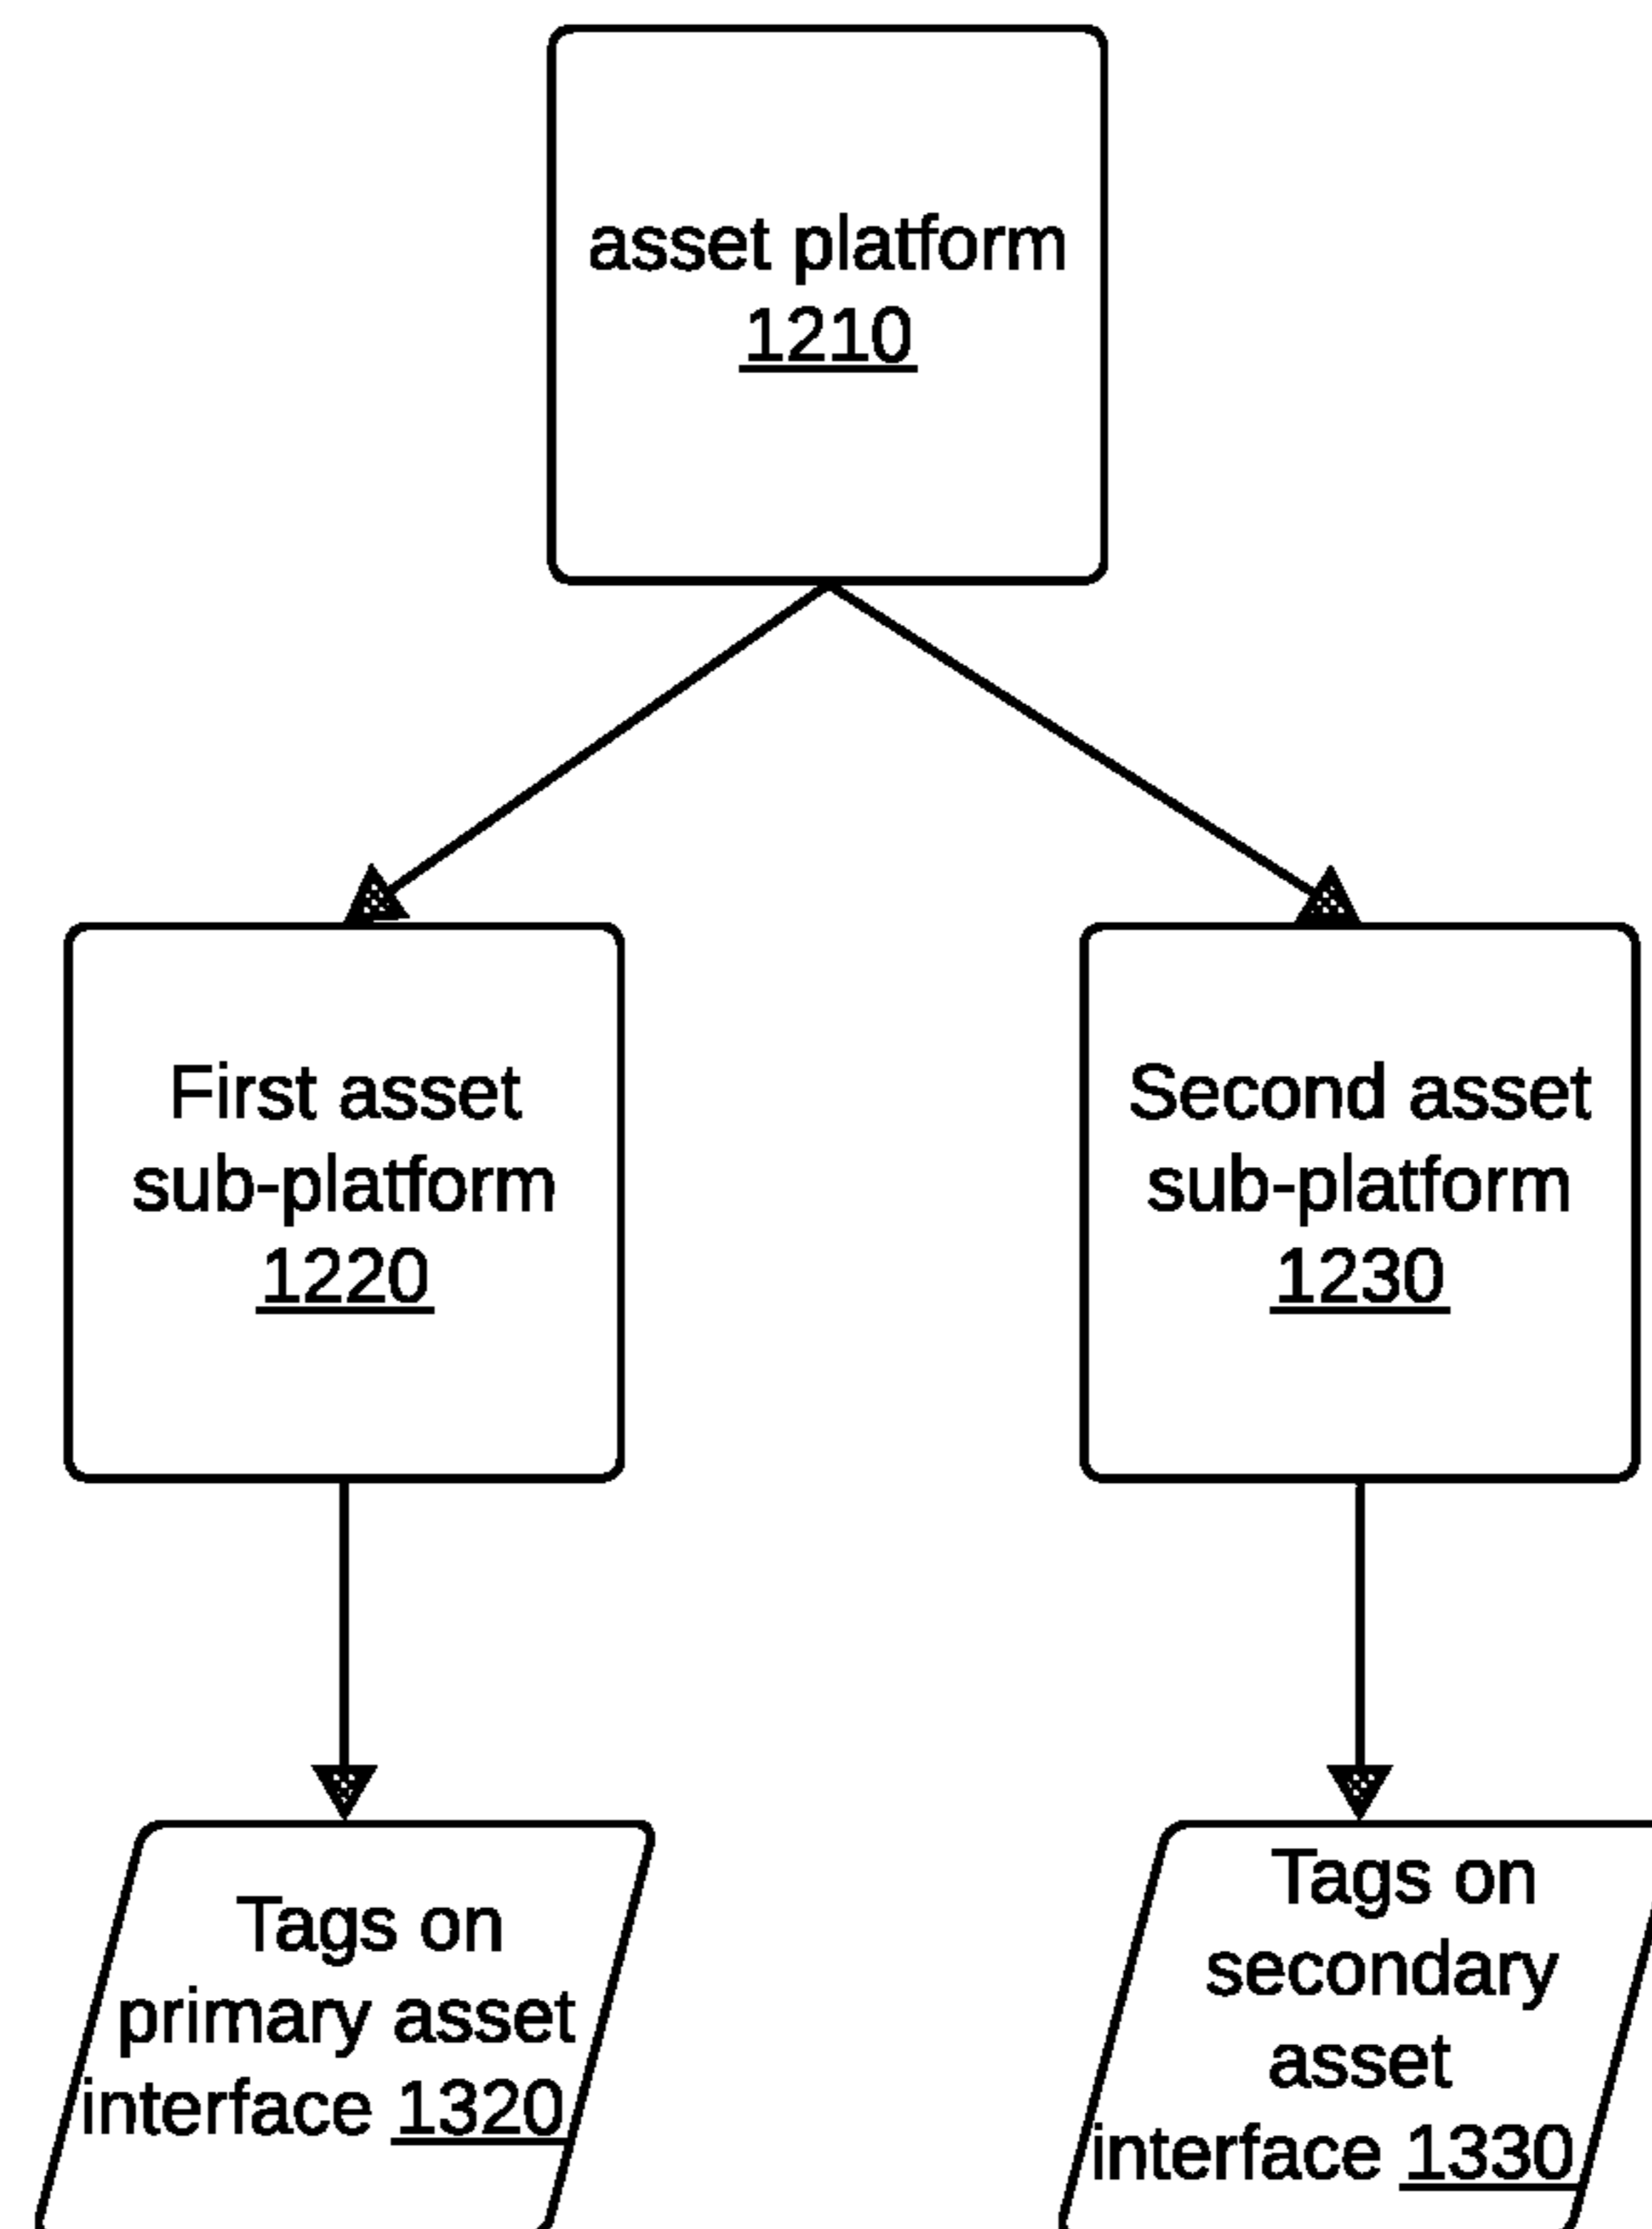 asset platform
1210
First asset
sub-platform
1220
Second asset
sub-platform
1230
Tags on
primary asset
interface 1320
Tags on
secondary
asset
interface 1330